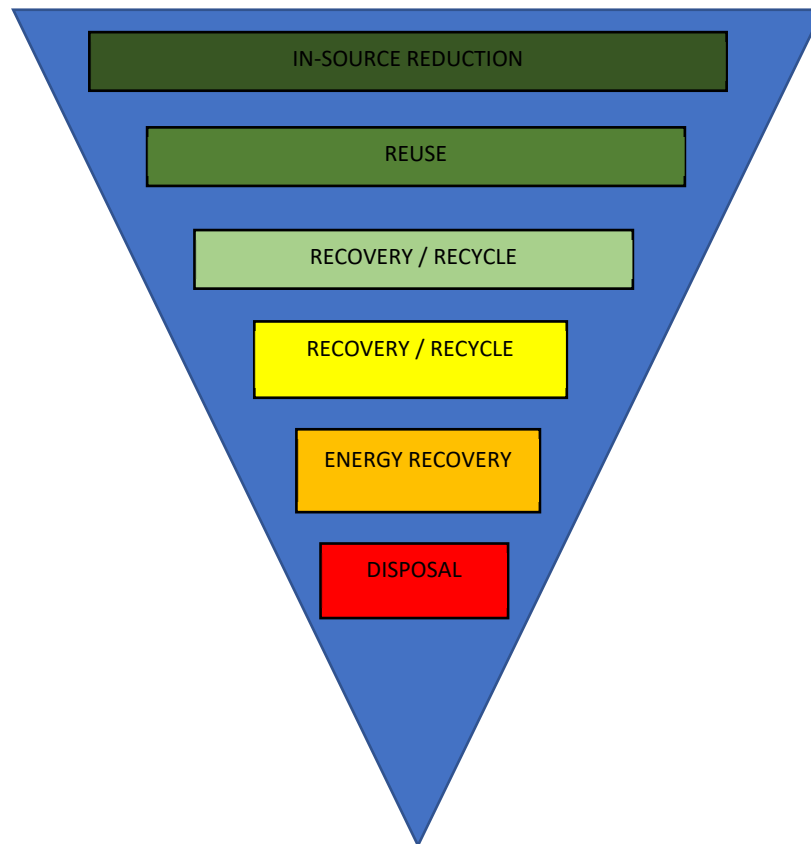 IN-SOURCE REDUCTION
REUSE
RECOVERY / RECYCLE
RECOVERY / RECYCLE
ENERGY RECOVERY
DISPOSAL